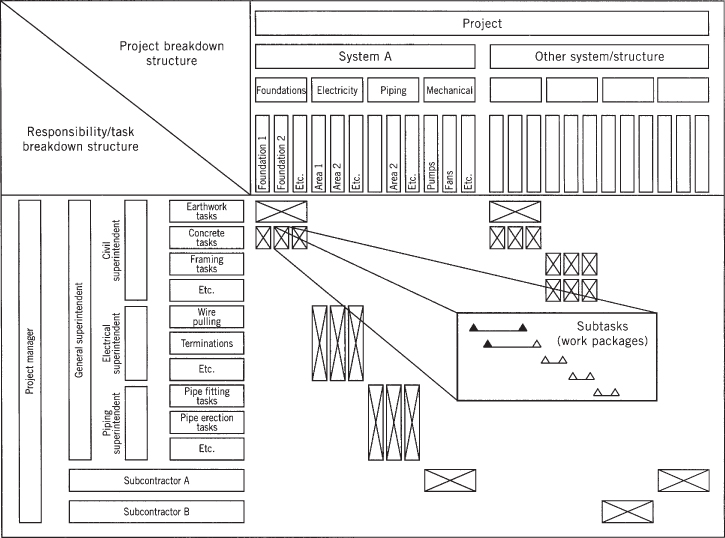 Project breakdown
structure
Responsibility/task
breakdown structure
Project
System A
Other system/structure
Foundations
Electricity
Piping
Mechanical
Foundation 1
Foundation 2
Etc.
Area 1
Area 2
Etc.
Area 2
Etc.
Pumps
Fans
Etc.
Project manager
General superintendent
Civil
superintendent
Electrical
superintendent
Piping
superintendent
Earthwork
tasks
Concrete
tasks
Framing
tasks
Etc.
Wire
pulling
Terminations
Etc.
Pipe fitting
tasks
Pipe erection
tasks
Etc.
Subcontractor A
Subcontractor B
Subtasks
(work packages)